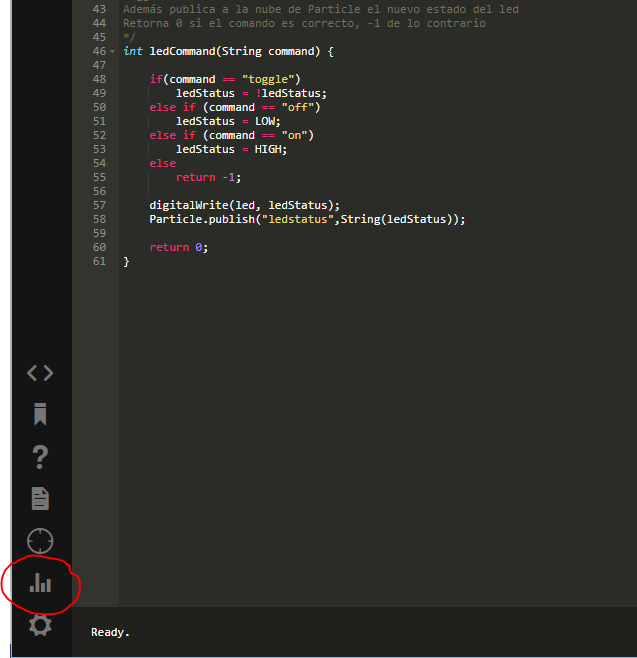 43 Además publica a la nube de Particle el nuevo estado del led
44 Retorna 0 si el comando es correcto, -1 de lo contrario
45 */
46 int ledCommand(String command) {
47
48 if(command == "toggle")
49 ledStatus = !ledStatus;
50 else if (command == "off")
51 ledStatus = LOW;
52 else if (command == "on")
53 ledStatus = HIGH;
54 else
55 return -1;
56
57 digitalWrite(led, ledStatus);
58 Particle.publish("ledstatus",String(ledStatus));
59
60 return 0;
61 }
Ready.